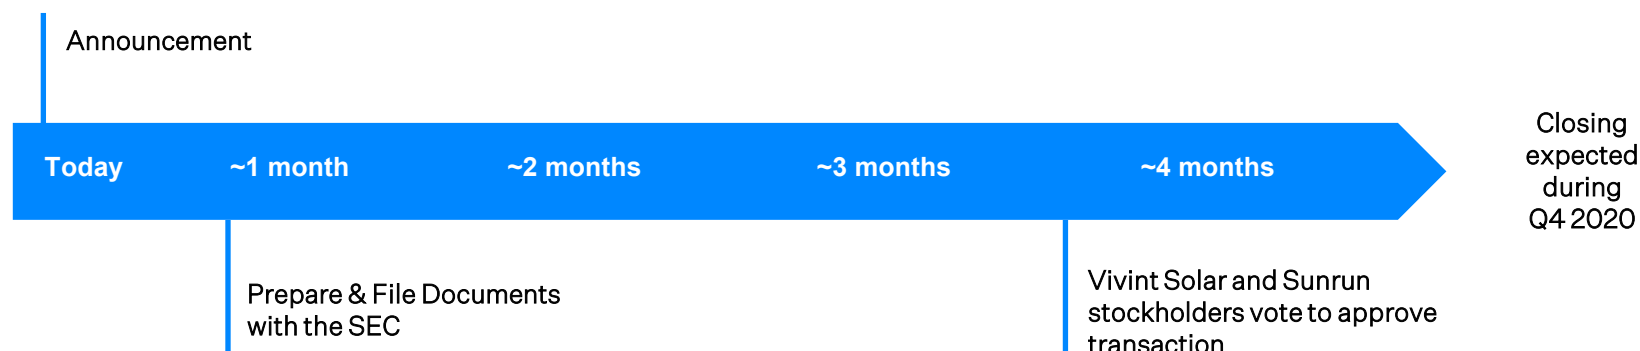 Announcement
Today ~1 month ~2 months ~3 months ~4 months
Closing
expected
during
Q4 2020
Prepare & File Documents
with the SEC
Vivint Solar and Sunrun
stockholders vote to approve
transaction